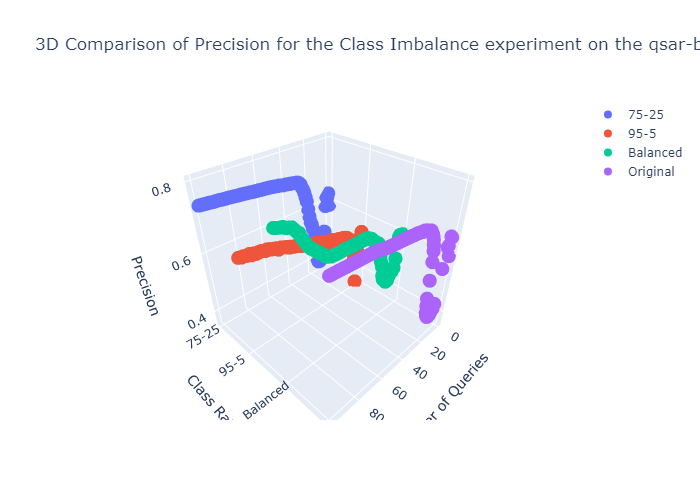 3D Comparison of Precision for the Class Imbalance experiment on the
75-25
95-5
Balanced
Original
0.8
0.6
0.4
Precision
75-25
95-5
Balanced
Class
0
20
40
60
80
of Queries